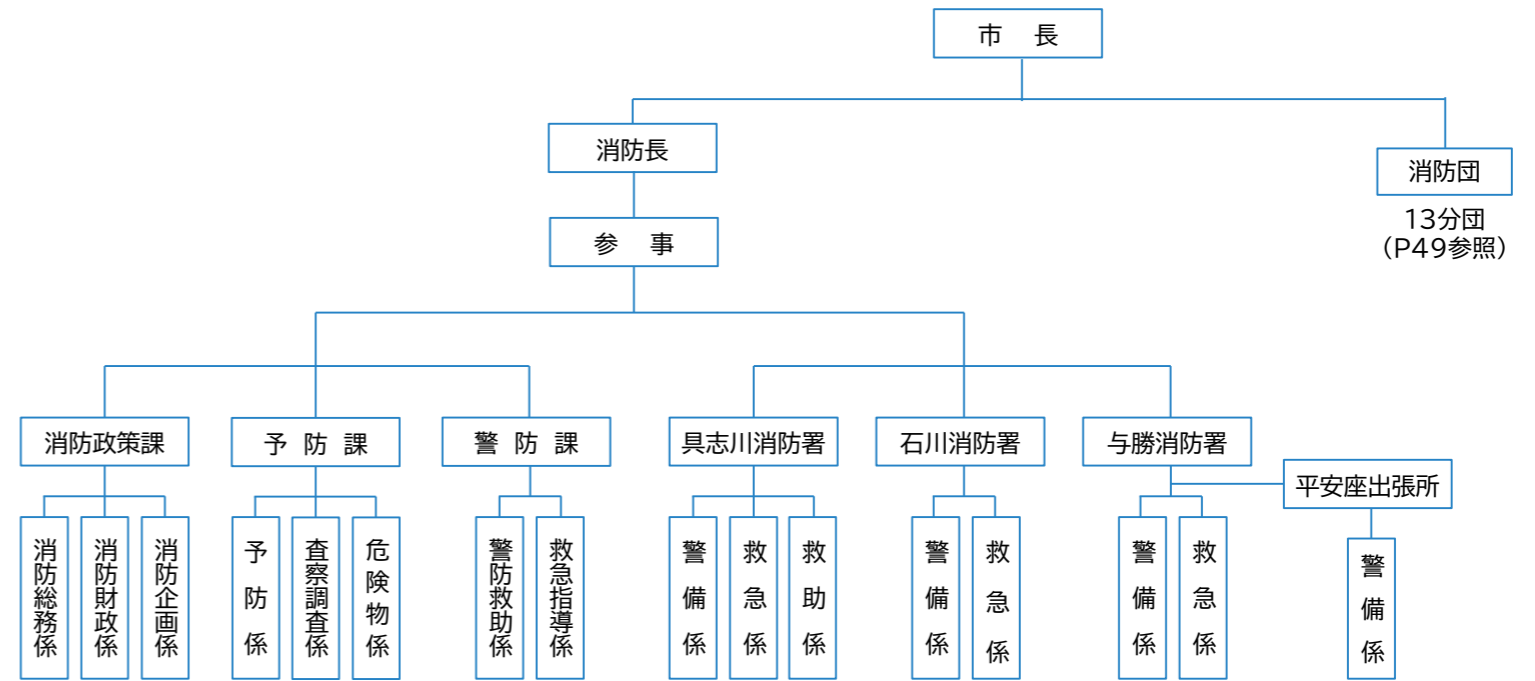 市　長
消防長
消防団
13分団
（P49参照）
参　事
消防政策課
予 防 課
警 防 課
具志川消防署
石川消防署
与勝消防署
平安座出張所
消防総務係
消防財政係
消防企画係
予防係
査察調査係
危険物係
警防救助係
救急指導係
警備係
救急係
救助係
警備係
救急係
警備係
救急係
警備係